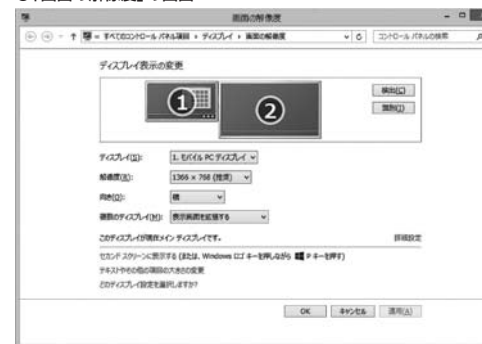 画面の解像度
すべてのコントロール パネル項目 ▸ ディスプレイ ▸ 画面の解像度
コントロール パネルの検索
ディスプレイ表示の変更
1
2
検出(C)
識別(I)
ディスプレイ(S): 1. モバイル PC ディスプレイ
解像度(R): 1366 × 768 (推奨)
向き(O): 横
複数のディスプレイ(M): 表示画面を拡張する
このディスプレイが現在メイン ディスプレイです。
詳細設定
セカンド スクリーンに表示する (または、Windows ロゴ キーを押しながら P キーを押す)
テキストやその他の項目の大きさの変更
どのディスプレイ設定を選択しますか?
OK キャンセル 適用(A)